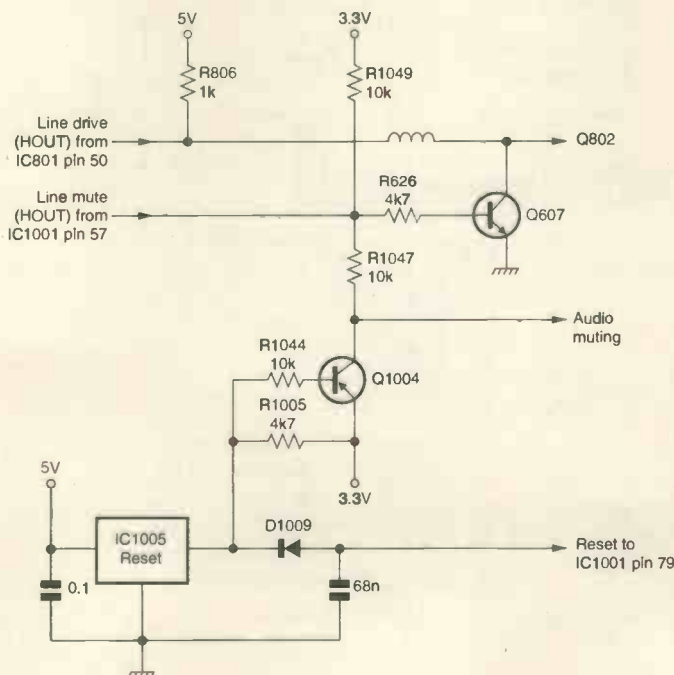 5V
3.3V
R806
1k
R1049
10k
Line drive
(HOUT) from
IC801 pin 50
Q802
Line mute
(HOUT) from
IC1001 pin 57
R626
4k7
Q607
R1047
10k
Audio
muting
R1044
10k
Q1004
R1005
4k7
5V
3.3V
IC1005
Reset
D1009
Reset to
IC1001 pin 79
0.1
68n